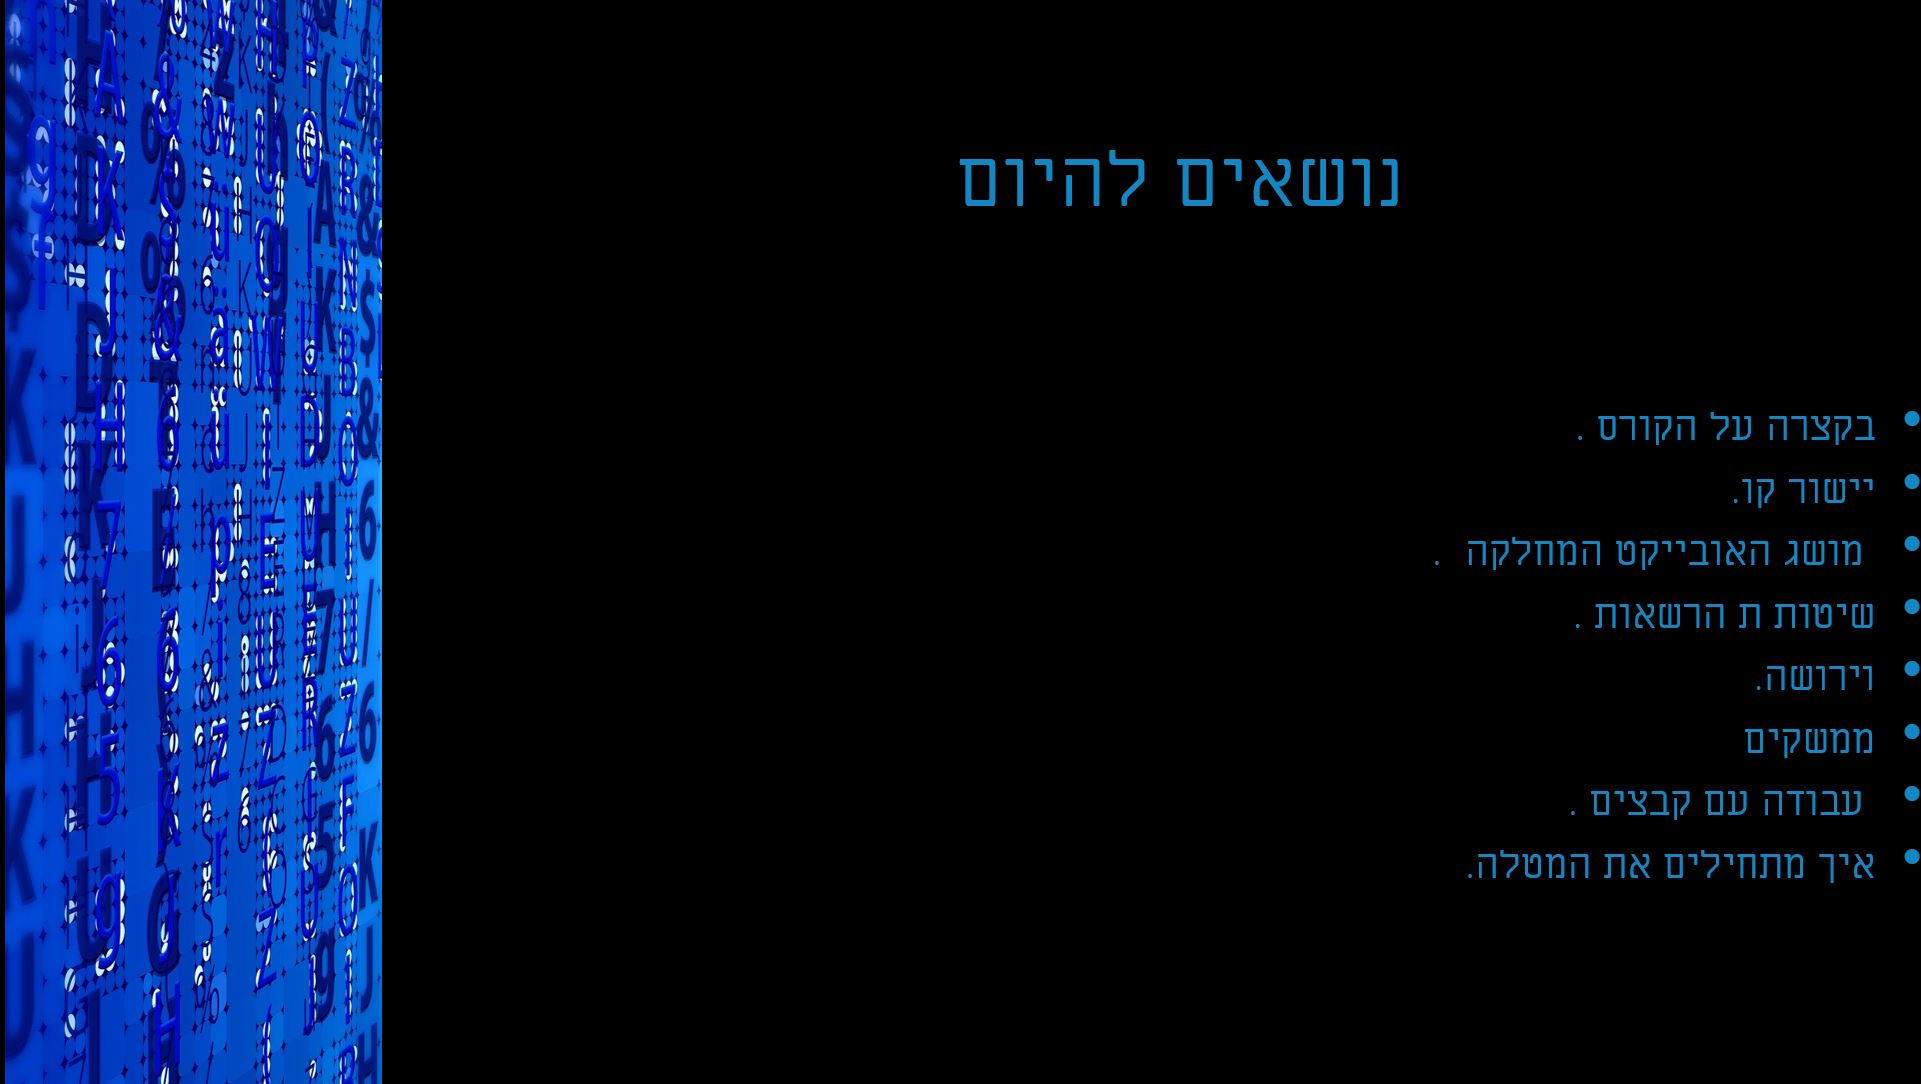 נושאים להיום
• בקצרה על הקורס .
• יישור קו.
• מושג האובייקט המחלקה .
• שיטות ת הרשאות .
• וירושה.
• ממשקים
• עבודה עם קבצים .
• איך מתחילים את המטלה.